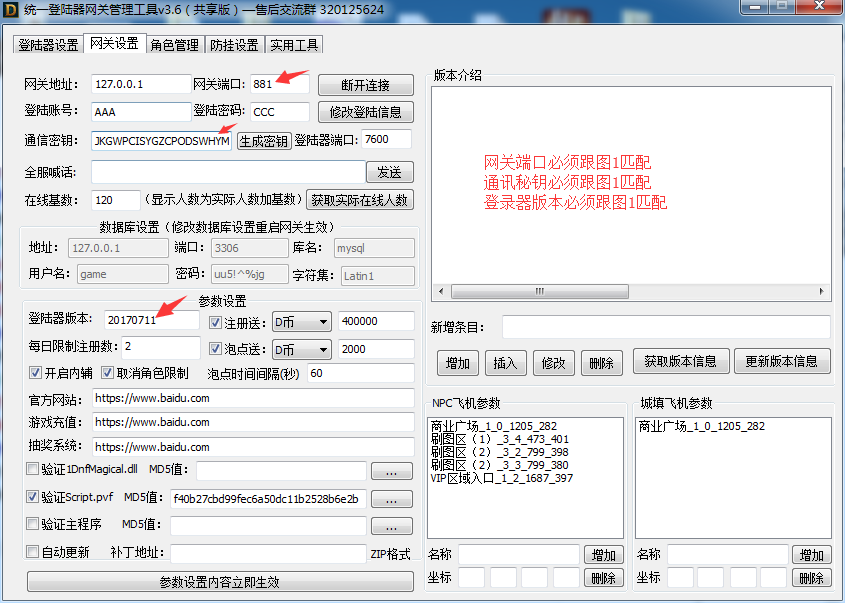 统一登陆器网关管理工具v3.6（共享版）—售后交流群 320125624
登陆器设置 网关设置 角色管理 防挂设置 实用工具
网关地址： 127.0.0.1 网关端口： 881 断开连接
登陆账号： AAA 登陆密码： CCC 修改登陆信息
通信密钥： JKGWPCISYGZCPODSWHYM 生成密钥 登陆器端口： 7600
全服喊话： 发送
在线基数： 120 （显示人数为实际人数加基数） 获取实际在线人数
数据库设置（修改数据库设置重启网关生效）
地址： 127.0.0.1 端口： 3306 库名： mysql
用户名： game 密码： uu5!^%jg 字符集： Latin1
参数设置
登陆器版本： 20170711 注册送： D币 400000
每日限制注册数： 2 泡点送： D币 2000
开启内辅 取消角色限制 泡点时间间隔(秒) 60
官方网站： https://www.baidu.com
游戏充值： https://www.baidu.com
抽奖系统： https://www.baidu.com
验证1DnfMagical.dll MD5值： ...
验证Script.pvf MD5值： f40b27cbd99fec6a50dc11b2528b6e2b ...
验证主程序 MD5值： ...
自动更新 补丁地址： ZIP格式
参数设置内容立即生效
版本介绍
网关端口必须跟图1匹配
通讯秘钥必须跟图1匹配
登录器版本必须跟图1匹配
新增条目：
增加 插入 修改 删除 获取版本信息 更新版本信息
NPC飞机参数
商业广场_1_0_1205_282
刷图区（1）_3_4_473_401
刷图区（2）_3_2_799_398
刷图区（2）_3_3_799_380
VIP区域入口_1_2_1687_397
名称 增加
坐标 删除
城填飞机参数
商业广场_1_0_1205_282
名称 增加
坐标 删除